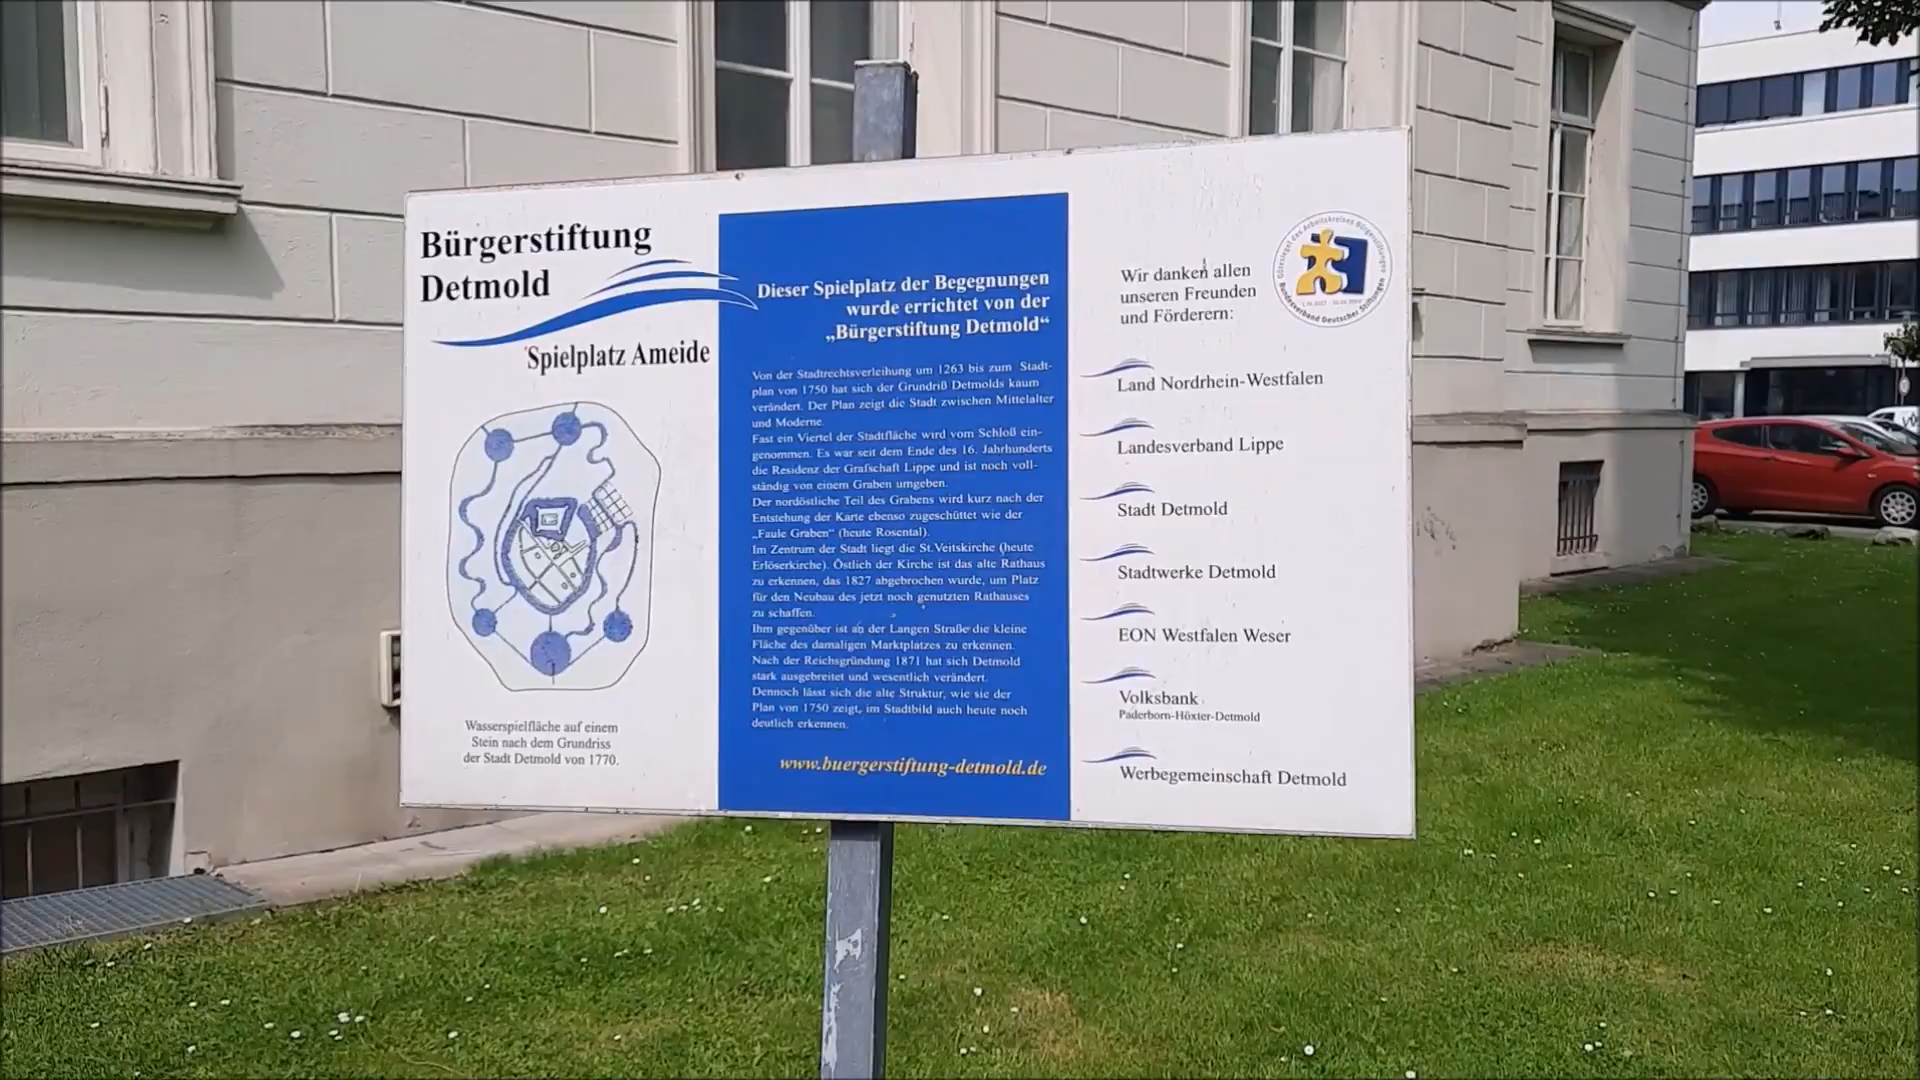 Bürgerstiftung
Detmold
Spielplatz Ameide
Wasserspielfläche auf einem
Stein nach dem Grundriss
der Stadt Detmold von 1770.
Dieser Spielplatz der Begegnungen
wurde errichtet von der
„Bürgerstiftung Detmold“
Von der Stadtrechtsverleihung um 1263 bis zum Stadt-
plan von 1750 hat sich der Grundriß Detmolds kaum
verändert. Der Plan zeigt die Stadt zwischen Mittelalter
und Moderne.
Fast ein Viertel der Stadtfläche wird vom Schloß ein-
genommen. Es war seit dem Ende des 16. Jahrhunderts
die Residenz der Grafschaft Lippe und ist noch voll-
ständig von einem Graben umgeben.
Der nordöstliche Teil des Grabens wird kurz nach der
Entstehung der Karte ebenso zugeschüttet wie der
„Faule Graben“ (heute Rosental).
Im Zentrum der Stadt liegt die St.Veitskirche (heute
Erlöserkirche). Östlich der Kirche ist das alte Rathaus
zu erkennen, das 1827 abgebrochen wurde, um Platz
für den Neubau des jetzt noch genutzten Rathauses
zu schaffen.
Ihm gegenüber ist an der Langen Straße die kleine
Fläche des damaligen Marktplatzes zu erkennen.
Nach der Reichsgründung 1871 hat sich Detmold
stark ausgebreitet und wesentlich verändert.
Dennoch lässt sich die alte Struktur, wie sie der
Plan von 1750 zeigt, im Stadtbild auch heute noch
deutlich erkennen.
www.buergerstiftung-detmold.de
Wir danken allen
unseren Freunden
und Förderern:
Gütesiegel des Arbeitskreises Bürgerstiftungen
Bundesverband Deutscher Stiftungen
Land Nordrhein-Westfalen
Landesverband Lippe
Stadt Detmold
Stadtwerke Detmold
EON Westfalen Weser
Volksbank
Paderborn-Höxter-Detmold
Werbegemeinschaft Detmold